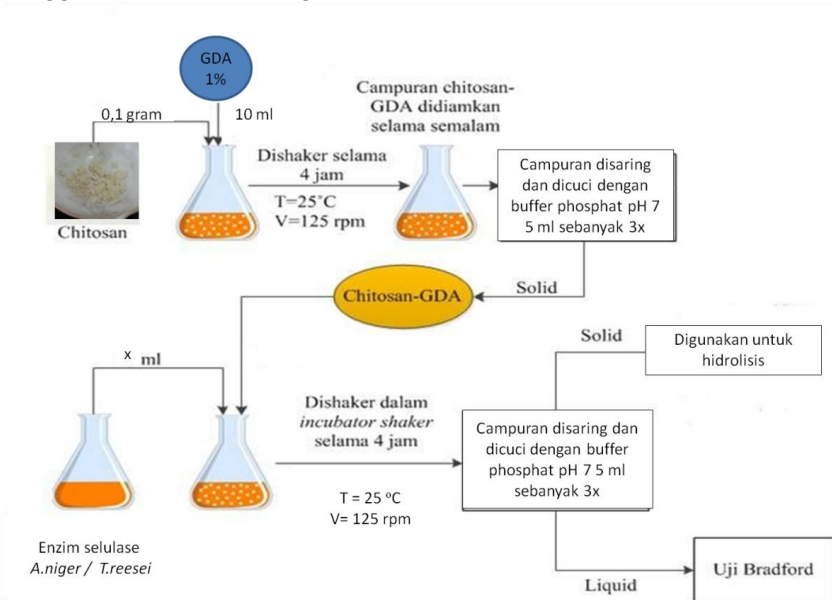 GDA
1%
0,1 gram
10 ml
Chitosan
Dishaker selama
4 jam
T=25°C
V=125 rpm
Campuran chitosan-
GDA didiamkan
selama semalam
Campuran disaring
dan dicuci dengan
buffer phosphat pH 7
5 ml sebanyak 3x
Solid
Chitosan-GDA
x ml
Enzim selulase
A.niger / T.reesei
Dishaker dalam
incubator shaker
selama 4 jam
T = 25 °C
V= 125 rpm
Campuran disaring dan
dicuci dengan buffer
phosphat pH 7 5 ml
sebanyak 3x
Solid
Digunakan untuk
hidrolisis
Liquid
Uji Bradford